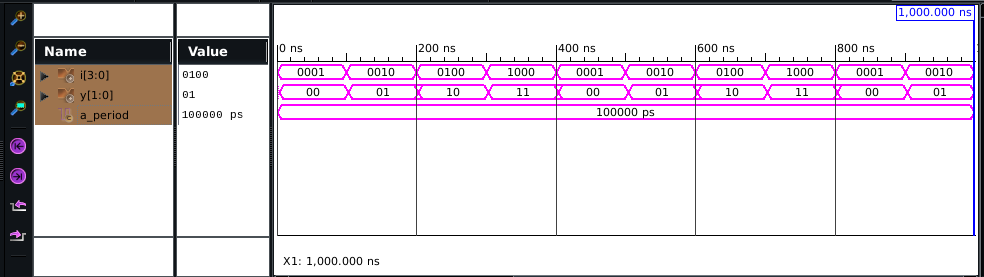 1,000.000 ns
Name Value
0 ns 200 ns 400 ns 600 ns 800 ns
i[3:0] 0100 0001 0010 0100 1000 0001 0010 0100 1000 0001 0010
y[1:0] 01 00 01 10 11 00 01 10 11 00 01
a_period 100000 ps 100000 ps
X1: 1,000.000 ns